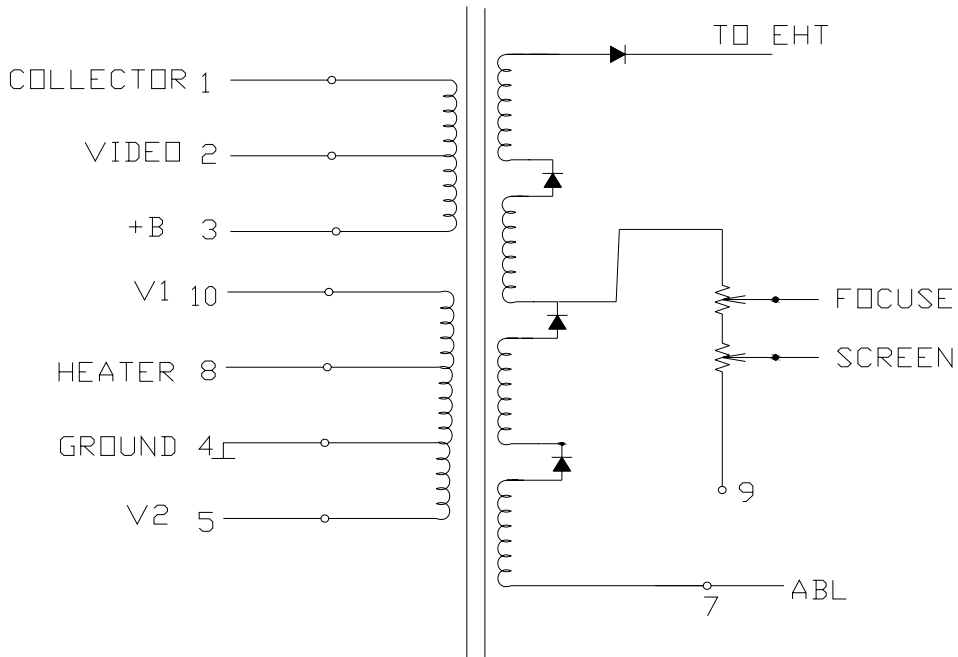 TO EHT
COLLECTOR 1
VIDEO 2
+B 3
V1 10
FOCUSE
HEATER 8
SCREEN
GROUND 4
V2 5
9
ABL
7